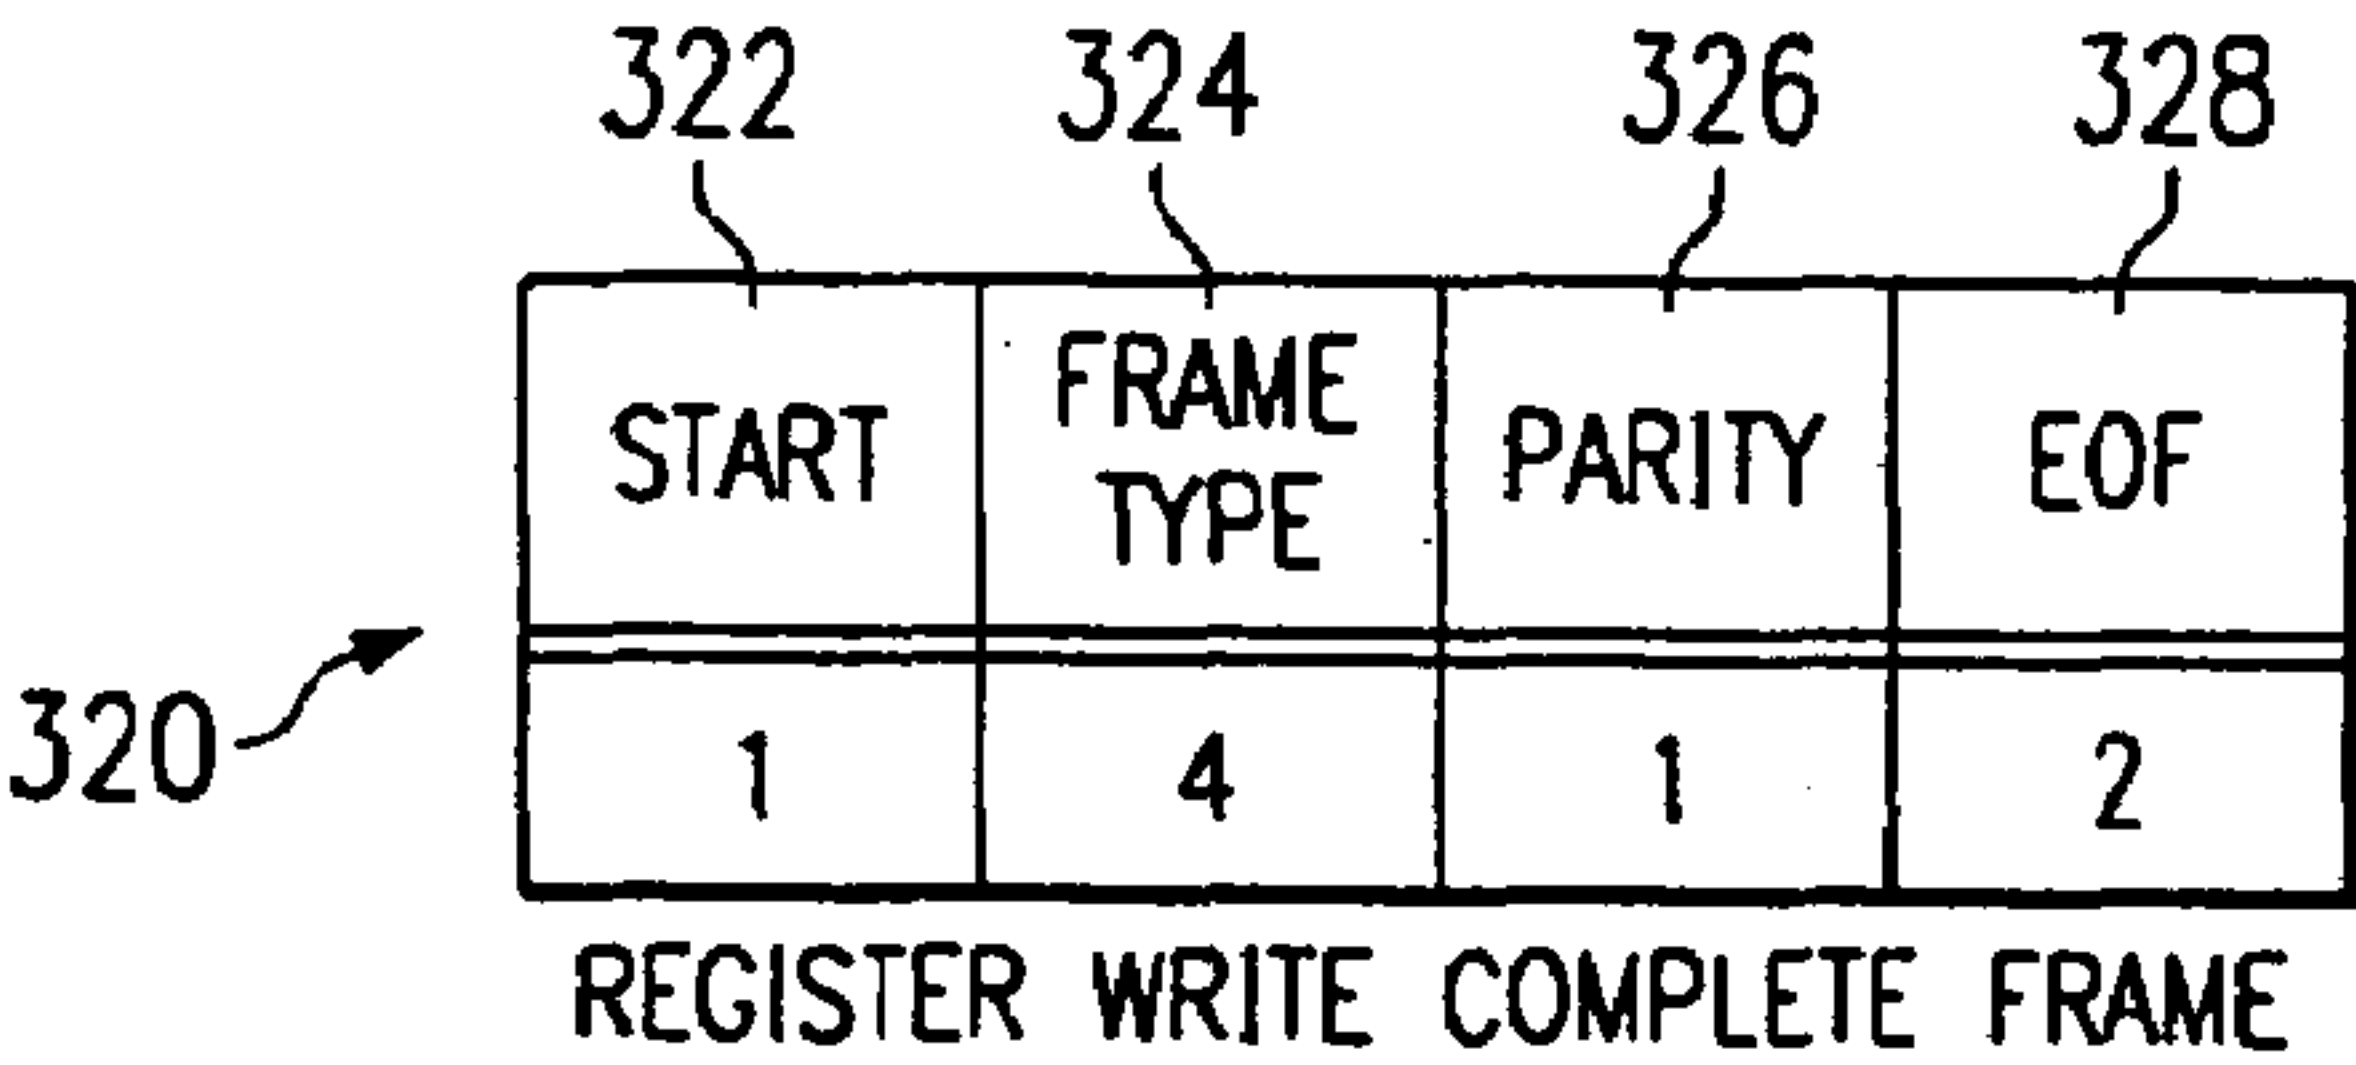 322 324 326 328
START FRAME TYPE PARITY EOF
320
1 4 1 2
REGISTER WRITE COMPLETE FRAME